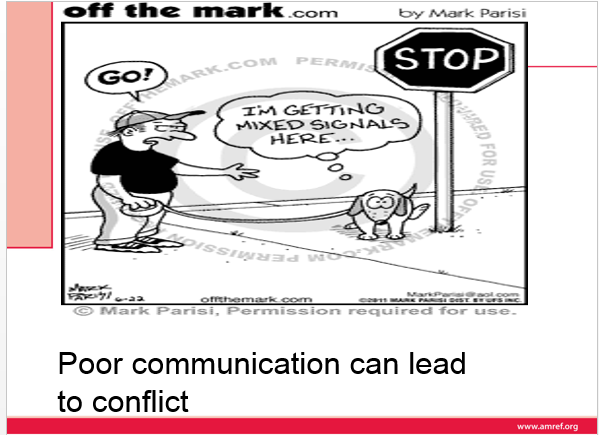 off the mark.com by Mark Parisi
STOP
GO!
I'M GETTING
MIXED SIGNALS
HERE...
MARK
PARISI 6-22
offthemark.com
MarkParisi@aol.com
©2011 MARK PARISI DIST. BY UFS INC.
© Mark Parisi, Permission required for use.
Poor communication can lead
to conflict
www.amref.org